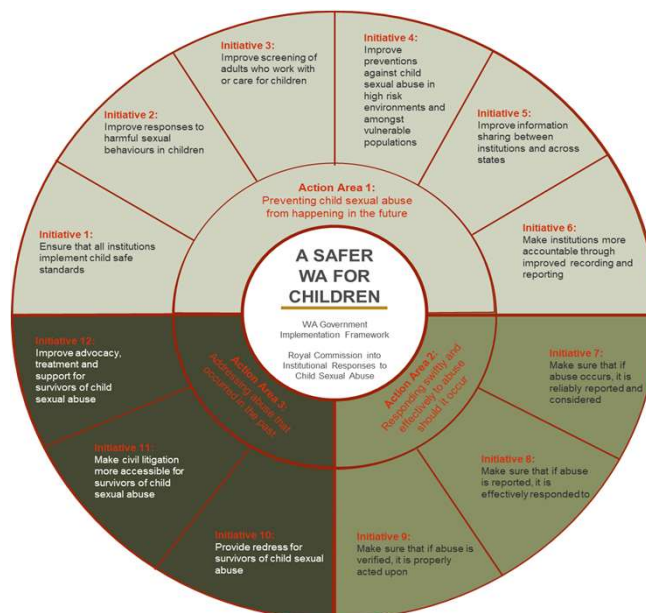 A SAFER
WA FOR
CHILDREN
WA Government
Implementation Framework
Royal Commission into
Institutional Responses to
Child Sexual Abuse
Action Area 1:
Preventing child sexual abuse
from happening in the future
Initiative 1:
Ensure that all institutions
implement child safe
standards
Initiative 2:
Improve responses to
harmful sexual
behaviours in children
Initiative 3:
Improve screening of
adults who work with
or care for children
Initiative 4:
Improve
preventions
against child
sexual abuse in
high risk
environments and
amongst
vulnerable
populations
Initiative 5:
Improve information
sharing between
institutions and across
states
Initiative 6:
Make institutions more
accountable through
improved recording and
reporting
Action Area 2:
Responding swiftly and
effectively to abuse
should it occur
Initiative 7:
Make sure that if
abuse occurs, it is
reliably reported and
considered
Initiative 8:
Make sure that if abuse
is reported, it is
effectively responded to
Initiative 9:
Make sure that if abuse is
verified, it is properly
acted upon
Action Area 3:
Addressing abuse that
occurred in the past
Initiative 10:
Provide redress for
survivors of child sexual
abuse
Initiative 11:
Make civil litigation
more accessible for
survivors of child
sexual abuse
Initiative 12:
Improve advocacy,
treatment and
support for
survivors of child
sexual abuse